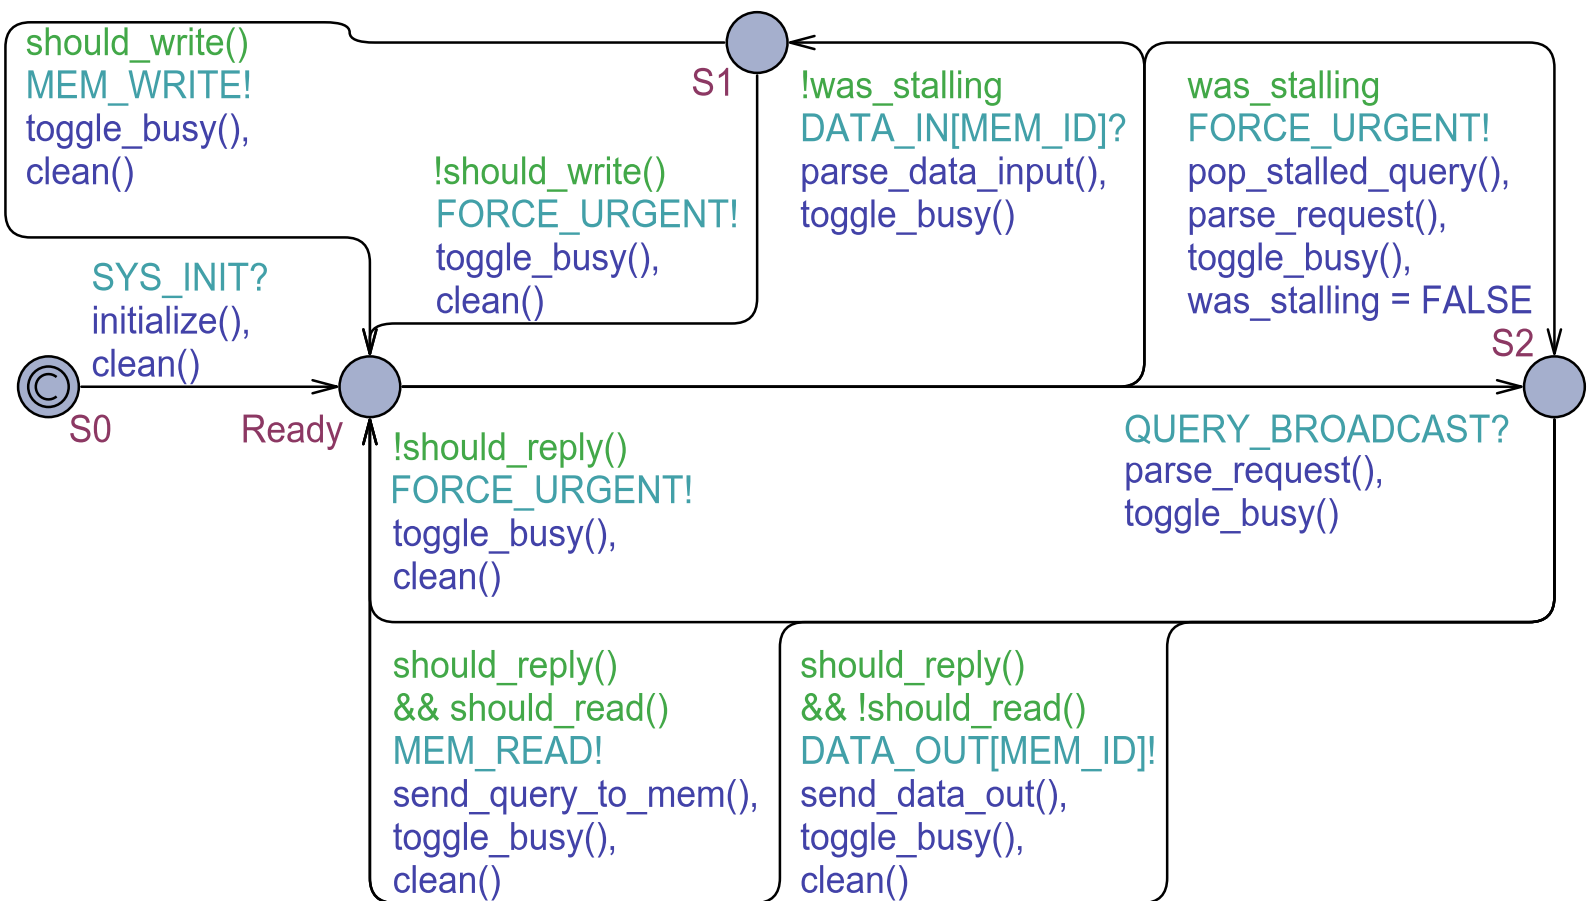 should_write()
MEM_WRITE!
toggle_busy(),
clean()
S1
!should_write()
FORCE_URGENT!
toggle_busy(),
clean()
!was_stalling
DATA_IN[MEM_ID]?
parse_data_input(),
toggle_busy()
was_stalling
FORCE_URGENT!
pop_stalled_query(),
parse_request(),
toggle_busy(),
was_stalling = FALSE
S2
SYS_INIT?
initialize(),
clean()
S0
Ready
!should_reply()
FORCE_URGENT!
toggle_busy(),
clean()
QUERY_BROADCAST?
parse_request(),
toggle_busy()
should_reply()
&& should_read()
MEM_READ!
send_query_to_mem(),
toggle_busy(),
clean()
should_reply()
&& !should_read()
DATA_OUT[MEM_ID]!
send_data_out(),
toggle_busy(),
clean()